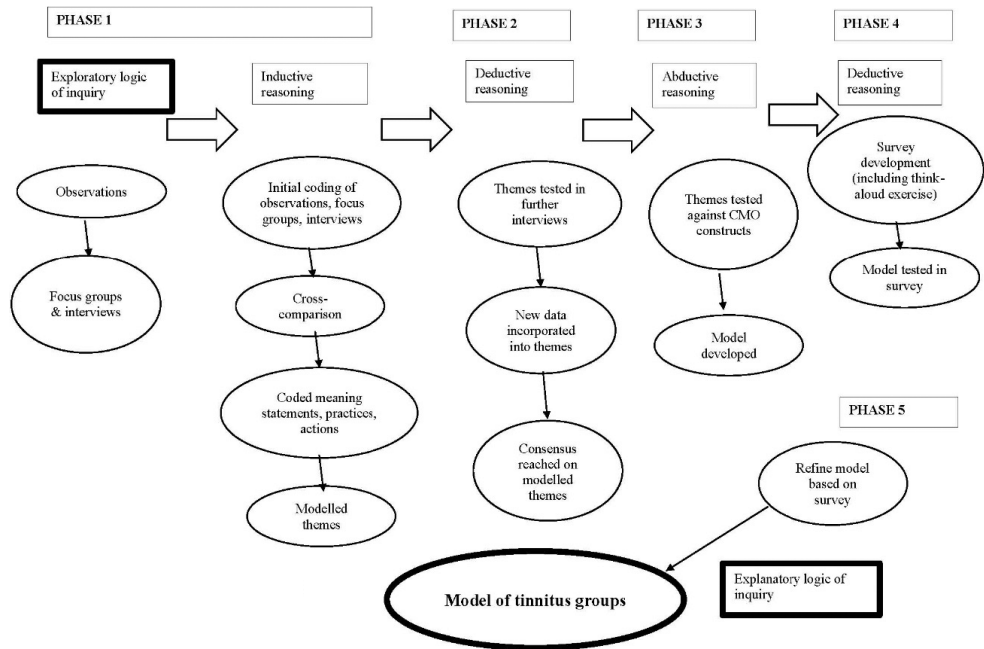 PHASE 1
PHASE 2
PHASE 3
PHASE 4
Exploratory logic
of inquiry
Inductive
reasoning
Deductive
reasoning
Abductive
reasoning
Deductive
reasoning
Observations
Focus groups
& interviews
Initial coding of
observations, focus
groups, interviews
Cross-
comparison
Coded meaning
statements, practices,
actions
Modelled
themes
Themes tested
in further
interviews
New data
incorporated
into themes
Consensus
reached on
modelled
themes
Themes tested
against CMO
constructs
Model
developed
Survey
development
(including think-
aloud exercise)
Model tested in
survey
PHASE 5
Refine model
based on
survey
Model of tinnitus groups
Explanatory logic of
inquiry